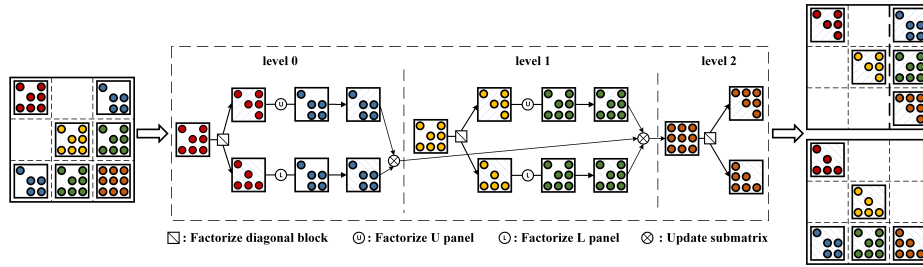 level 0
level 1
level 2
U
U
L
L
: Factorize diagonal block
U
: Factorize U panel
L
: Factorize L panel
: Update submatrix